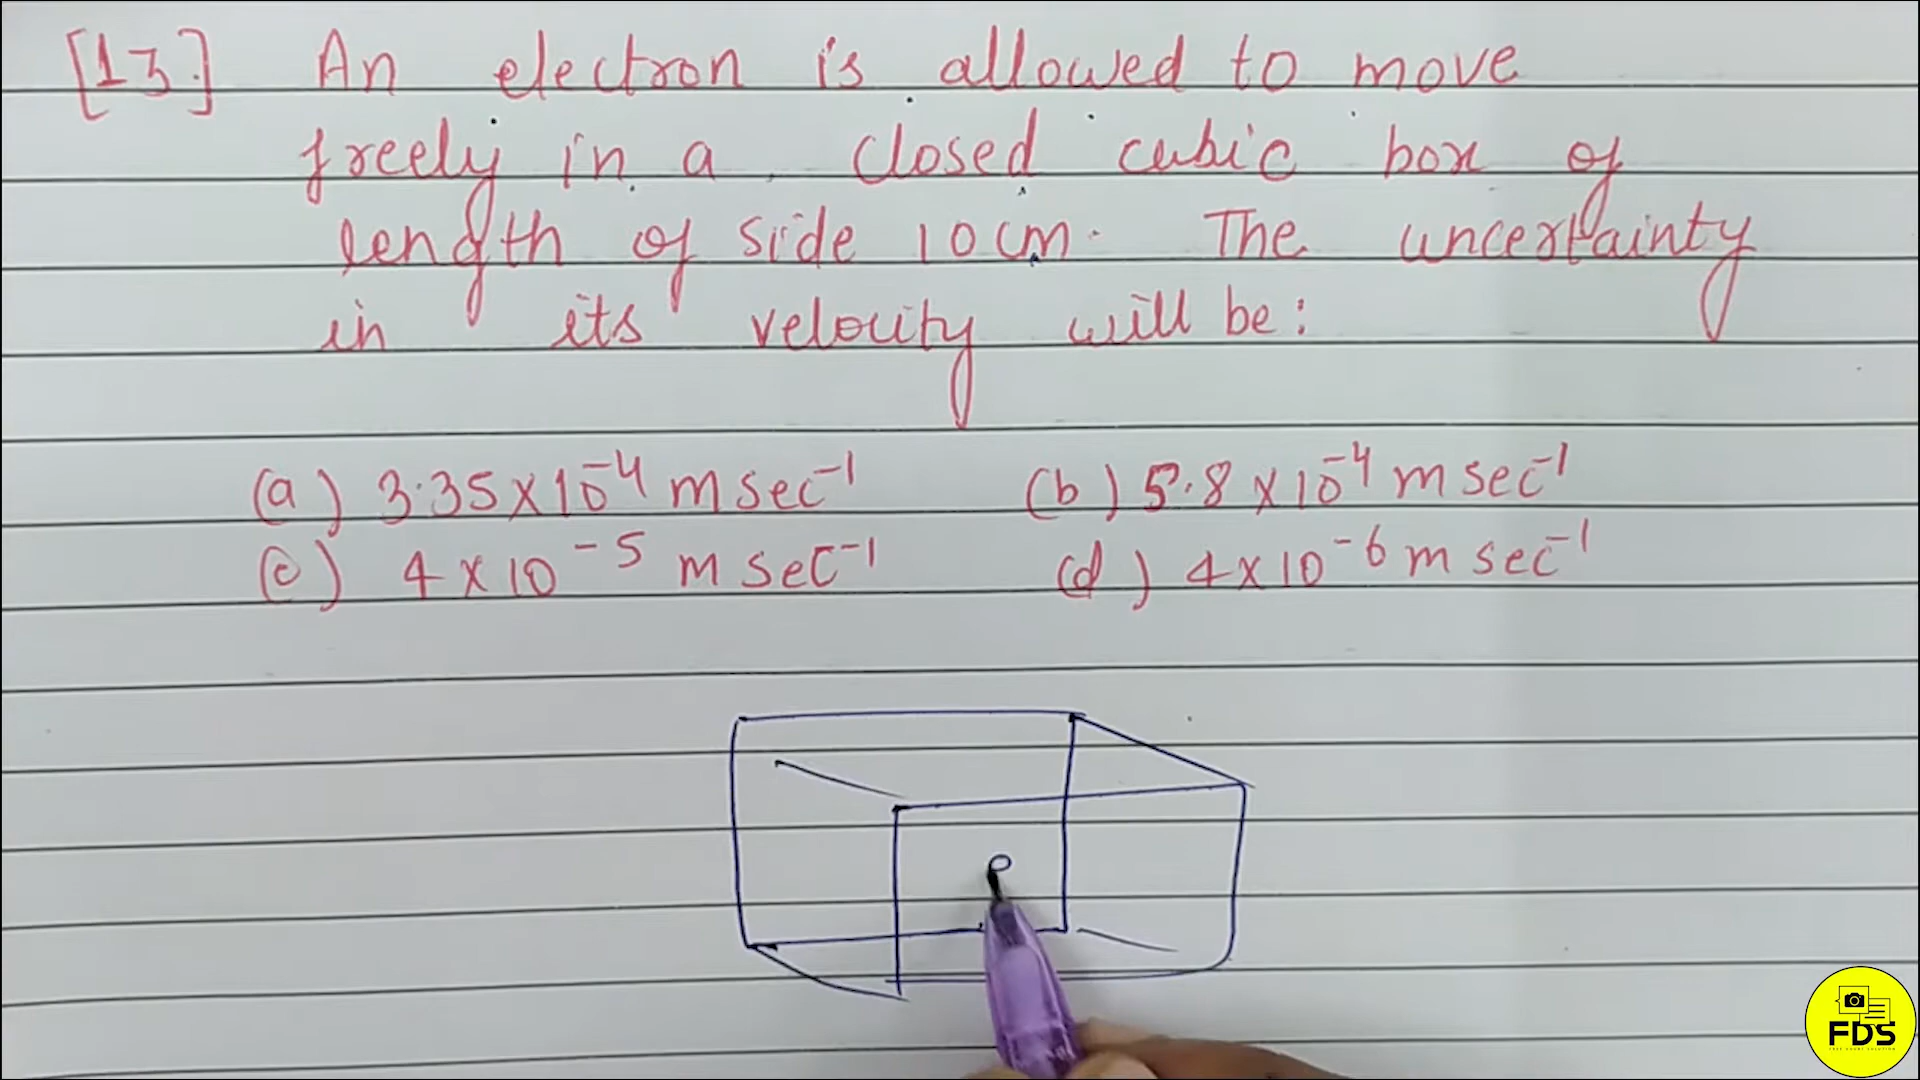 [13.] An electron is allowed to move
freely in a closed cubic box of
length of side 10 cm. The uncertainty
in its velocity will be:
(a) 3.35×10⁻⁴ m sec⁻¹ (b) 5.8×10⁻⁴ m sec⁻¹
(c) 4×10⁻⁵ m sec⁻¹ (d) 4×10⁻⁶ m sec⁻¹
FDS